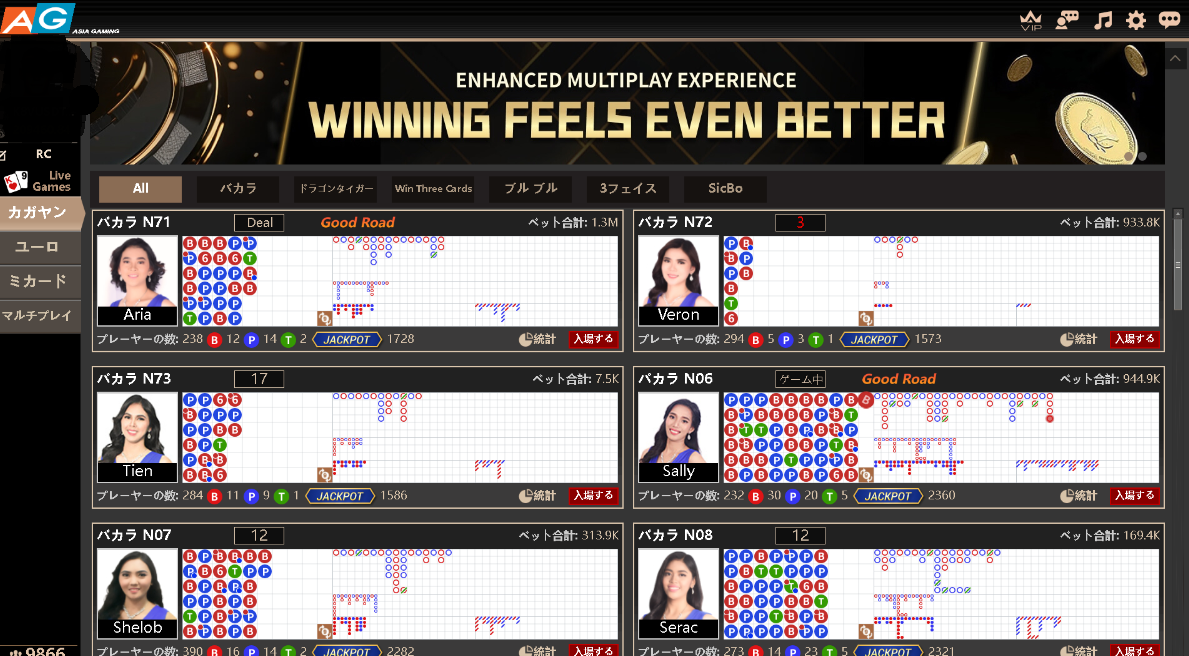 AG
ASIA GAMING
VIP
ENHANCED MULTIPLAY EXPERIENCE
WINNING FEELS EVEN BETTER
RC
Live
Games
カガヤン
ユーロ
ミカード
マルチプレイ
9866
All
バカラ
ドラゴンタイガー
Win Three Cards
ブル ブル
3フェイス
SicBo
バカラ N71
Deal
Good Road
ベット合計: 1.3M
Aria
プレーヤーの数: 238 B 12 P 14 T 2 JACKPOT 1728
統計
入場する
バカラ N72
3
ベット合計: 933.8K
Veron
プレーヤーの数: 294 B 5 P 3 T 1 JACKPOT 1573
統計
入場する
バカラ N73
17
ベット合計: 7.5K
Tien
プレーヤーの数: 284 B 11 P 9 T 1 JACKPOT 1586
統計
入場する
バカラ N06
ゲーム中
Good Road
ベット合計: 944.9K
Sally
プレーヤーの数: 232 B 30 P 20 T 5 JACKPOT 2360
統計
入場する
バカラ N07
12
ベット合計: 313.9K
Shelob
プレーヤーの数: 390 B 16 P 14 T 2 JACKPOT 2282
統計
入場する
バカラ N08
12
ベット合計: 169.4K
Serac
プレーヤーの数: 273 B 14 P 23 T 5 JACKPOT 2321
統計
入場する